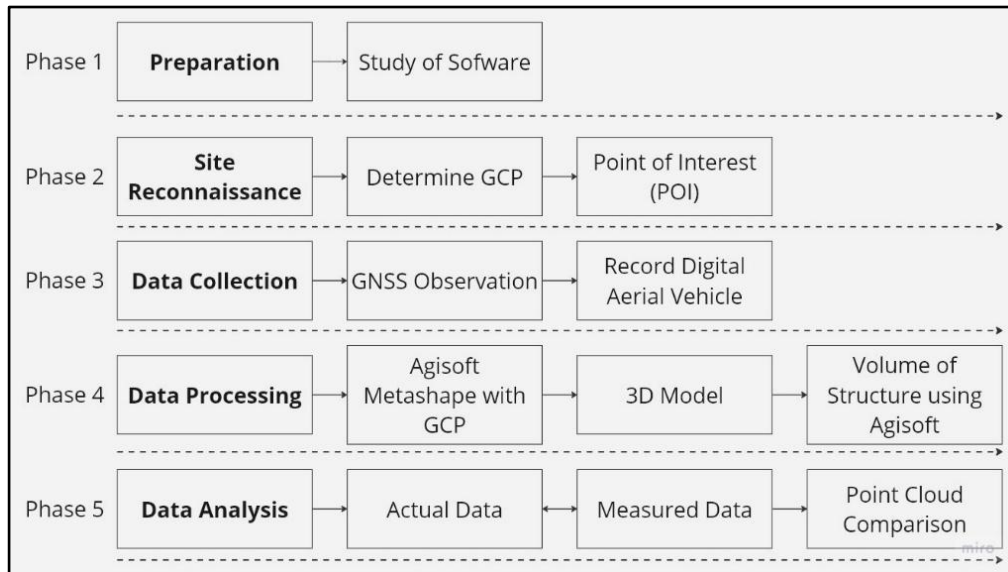 Phase 1
Preparation
Study of Sofware
Phase 2
Site
Reconnaissance
Determine GCP
Point of Interest
(POI)
Phase 3
Data Collection
GNSS Observation
Record Digital
Aerial Vehicle
Phase 4
Data Processing
Agisoft
Metashape with
GCP
3D Model
Volume of
Structure using
Agisoft
Phase 5
Data Analysis
Actual Data
Measured Data
Point Cloud
Comparison
miro